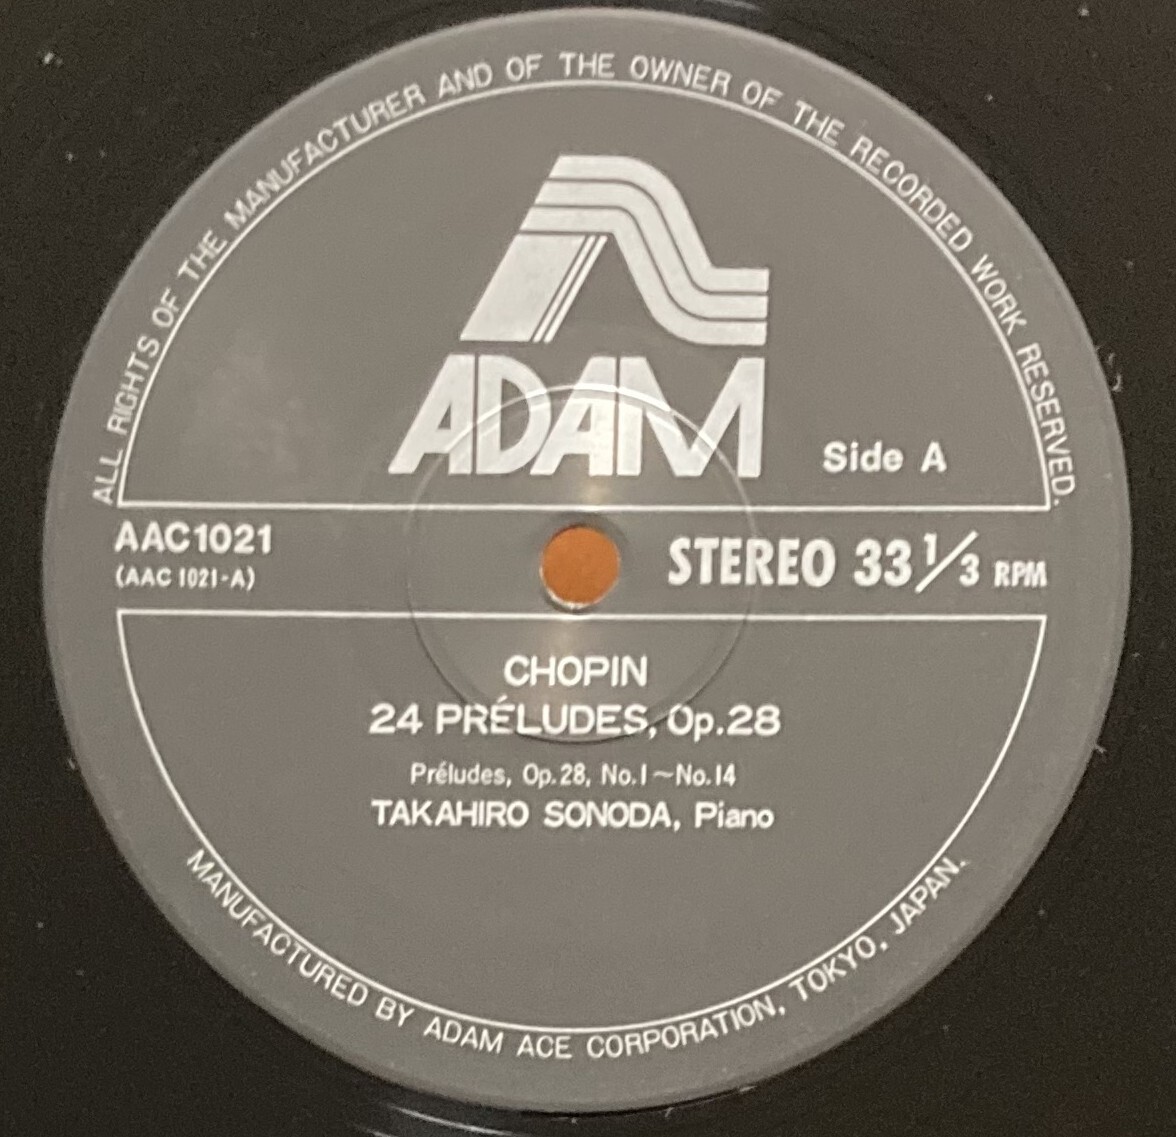 ALL RIGHTS OF THE MANUFACTURER AND OF THE OWNER OF THE RECORDED WORK RESERVED.
ADAM
Side A
AAC1021
(AAC 1021-A)
STEREO 33 1/3 RPM
CHOPIN
24 PRÉLUDES, Op.28
Préludes, Op.28, No.1~No.14
TAKAHIRO SONODA, Piano
MANUFACTURED BY ADAM ACE CORPORATION, TOKYO, JAPAN.